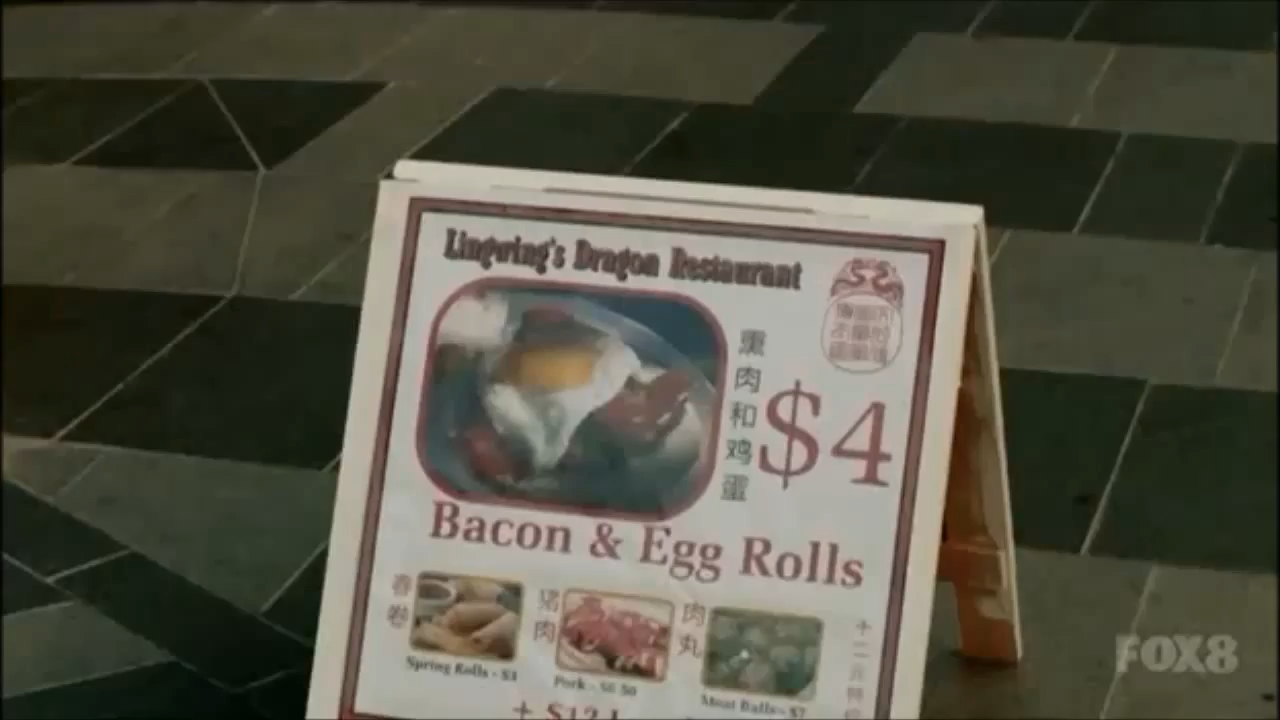 Lingwing's Dragon Restaurant
熏肉和鸡蛋
$4
Bacon & Egg Rolls
春卷
猪肉
肉丸
Spring Rolls - $3
Pork - $6.50
Meat Balls - $7
FOX8